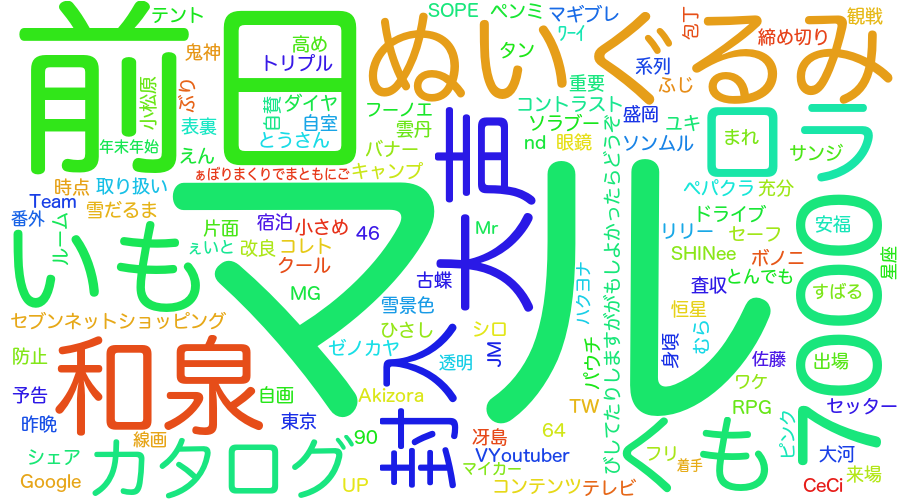 前日
ぬいぐるみ
マルル
いも
和泉
カタログ
大吉
封入
くも
ロラ
7000
テント
鬼神
高め
トリプル
小松原
ぶり
年末年始
表裏
えん
自費
ダイヤ
自室
とうさん
SOPE
ペンミ
マギブレ
ワーイ
タン
包丁
系列
ふじ
締め切り
観戦
重要
コントラスト
ソラブー
nd
眼鏡
盛岡
ソンムル
ユキ
まれ
サンジ
フーノエ
雲丹
バナー
キャンプ
ぁぼりまくりでまともにご
時点
取り扱い
Team
番外
雪だるま
ルーム
片面
宿泊
小さめ
46
ぇいと
改良
コレト
クール
MG
Mr
古蝶
雪景色
ひさし
シロ
ゼノカヤ
透明
JM
ハクヨナ
パウチ
びしてたりしますがもしよかったらどうぞ
ペパクラ
充分
ドライブ
リリー
セーフ
SHINee
ボノニ
査収
とんでも
恒星
むら
身頃
安福
星座
すばる
出場
佐藤
ワケ
RPG
セッター
セブンネットショッピング
防止
予告
昨晩
自画
東京
線画
シェア
Google
90
UP
Akizora
冴島
VYoutuber
マイカー
コンテンツ
テレビ
64
TW
フリ
着手
ピンク
大河
来場
CeCi